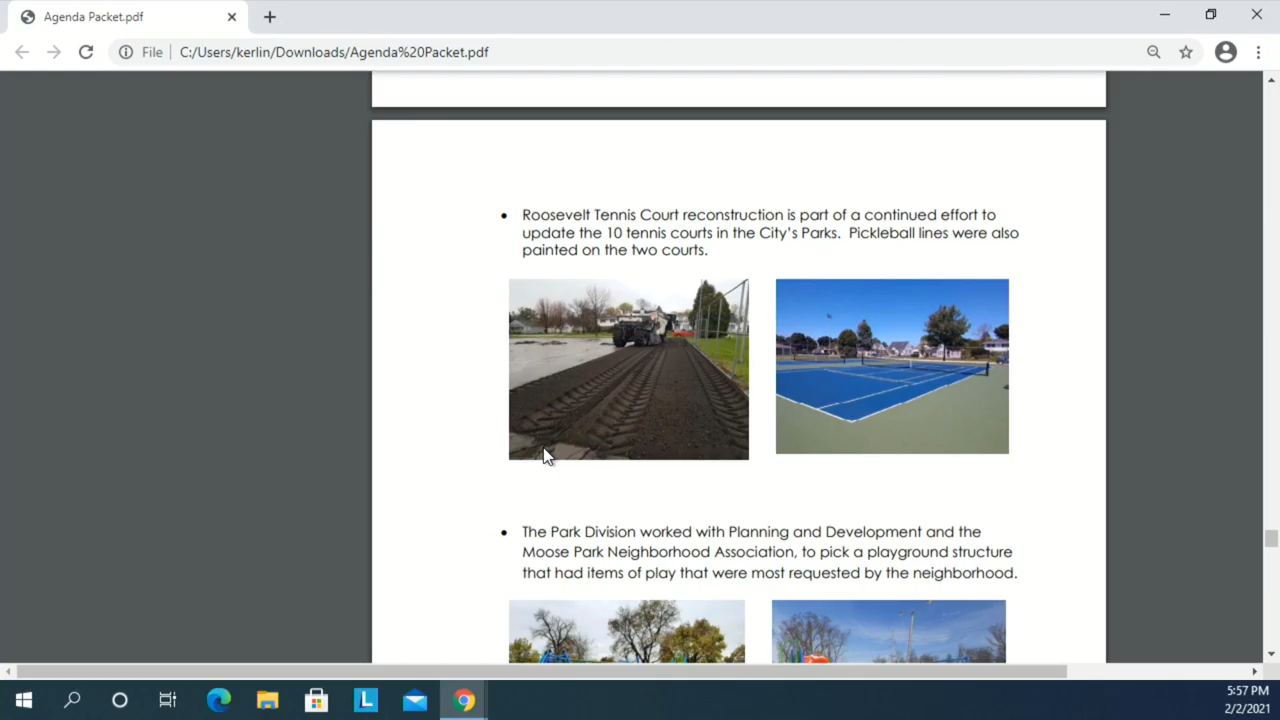 Agenda Packet.pdf
File | C:/Users/kerlin/Downloads/Agenda%20Packet.pdf
• Roosevelt Tennis Court reconstruction is part of a continued effort to
update the 10 tennis courts in the City's Parks. Pickleball lines were also
painted on the two courts.
• The Park Division worked with Planning and Development and the
Moose Park Neighborhood Association, to pick a playground structure
that had items of play that were most requested by the neighborhood.
L
5:57 PM
2/2/2021